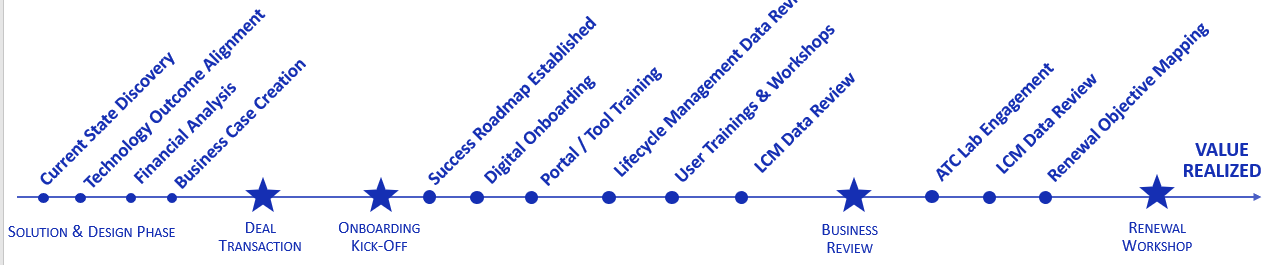 Current State Discovery
Technology Outcome Alignment
Financial Analysis
Business Case Creation
Success Roadmap Established
Digital Onboarding
Portal / Tool Training
Lifecycle Management Data
User Trainings & Workshops
LCM Data Review
ATC Lab Engagement
LCM Data Review
Renewal Objective Mapping
VALUE
REALIZED
SOLUTION & DESIGN PHASE
DEAL
TRANSACTION
ONBOARDING
KICK-OFF
BUSINESS
REVIEW
RENEWAL
WORKSHOP